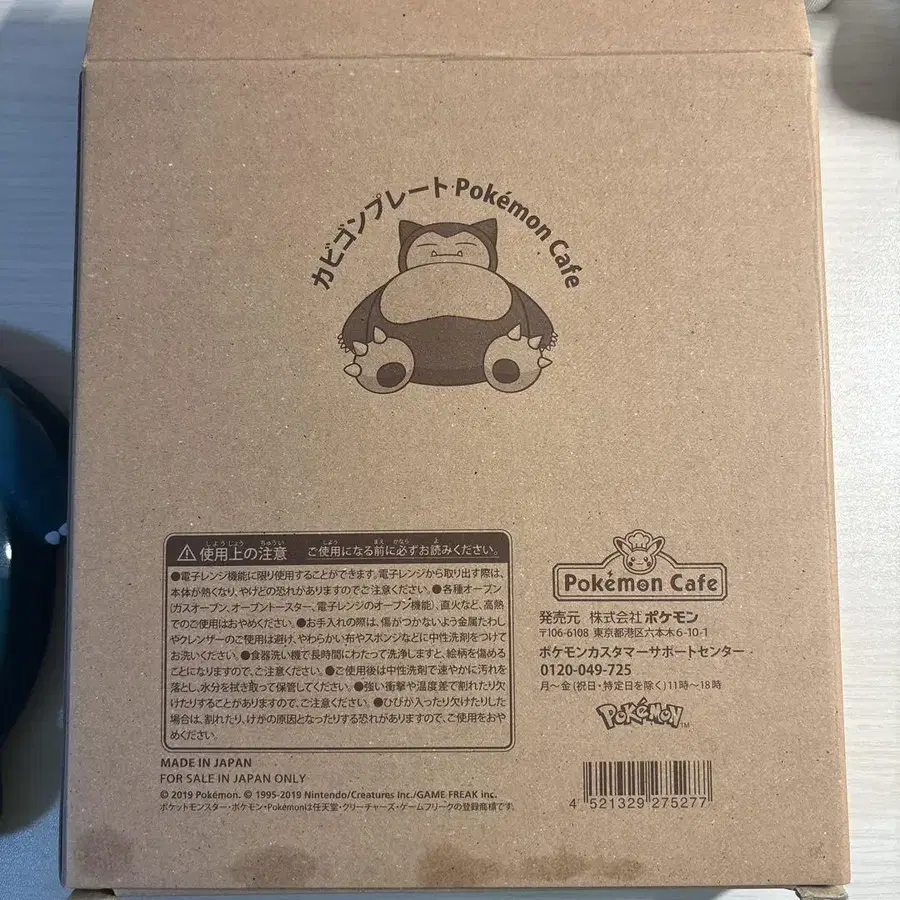 カビゴンプレート Pokémon Cafe
使用上の注意 ご使用になる前に必ずお読みください。
●電子レンジ機能に限り使用することができます。電子レンジから取り出す際は、
本体が熱くなり、やけどの恐れがありますのでご注意ください。●各種オーブン
(ガスオーブン、オーブントースター、電子レンジのオーブン機能)、直火など、高熱
でのご使用はおやめください。●お手入れの際は、傷がつかないよう金属たわし
やクレンザーのご使用は避け、やわらかい布やスポンジなどに中性洗剤をつけて
お洗いください。●食器洗い機で長時間にわたって洗浄しますと、絵柄を傷める
ことになりますので、ご注意ください。●ご使用後は中性洗剤で速やかに汚れを
落とし、水分を拭き取って保管してください。●強い衝撃や温度差で割れたり欠
けたりすることがありますので、ご注意ください。●ひびが入ったり欠けたりした
場合は、割れたり、けがの原因となったりする恐れがありますので、ご使用をおや
めください。
MADE IN JAPAN
FOR SALE IN JAPAN ONLY
© 2019 Pokémon. © 1995-2019 Nintendo/Creatures Inc./GAME FREAK inc.
ポケットモンスター・ポケモン・Pokémonは任天堂・クリーチャーズ・ゲームフリークの登録商標です。
Pokémon Cafe
発売元 株式会社 ポケモン
〒106-6108 東京都港区六本木6-10-1
ポケモンカスタマーサポートセンター
0120-049-725
月～金(祝日・特定日を除く)11時～18時
POKéMON™
4 521329 275277